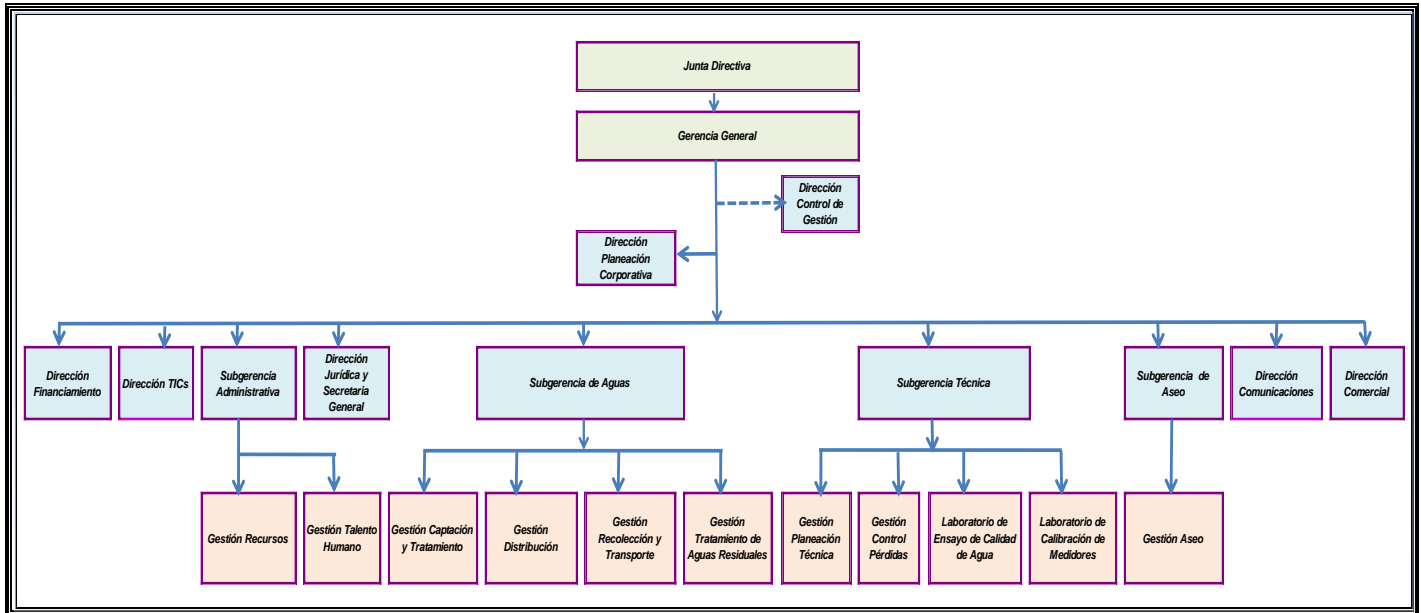 Junta Directiva
Gerencia General
Dirección
Control de
Gestión
Dirección
Planeación
Corporativa
Dirección
Financiamiento
Dirección TICs
Subgerencia
Administrativa
Dirección
Jurídica y
Secretaría
General
Subgerencia de Aguas
Subgerencia Técnica
Subgerencia de
Aseo
Dirección
Comunicaciones
Dirección
Comercial
Gestión Recursos
Gestión Talento
Humano
Gestión Captación
y Tratamiento
Gestión
Distribución
Gestión
Recolección y
Transporte
Gestión
Tratamiento de
Aguas Residuales
Gestión
Planeación
Técnica
Gestión
Control
Pérdidas
Laboratorio de
Ensayo de Calidad
de Agua
Laboratorio de
Calibración de
Medidores
Gestión Aseo